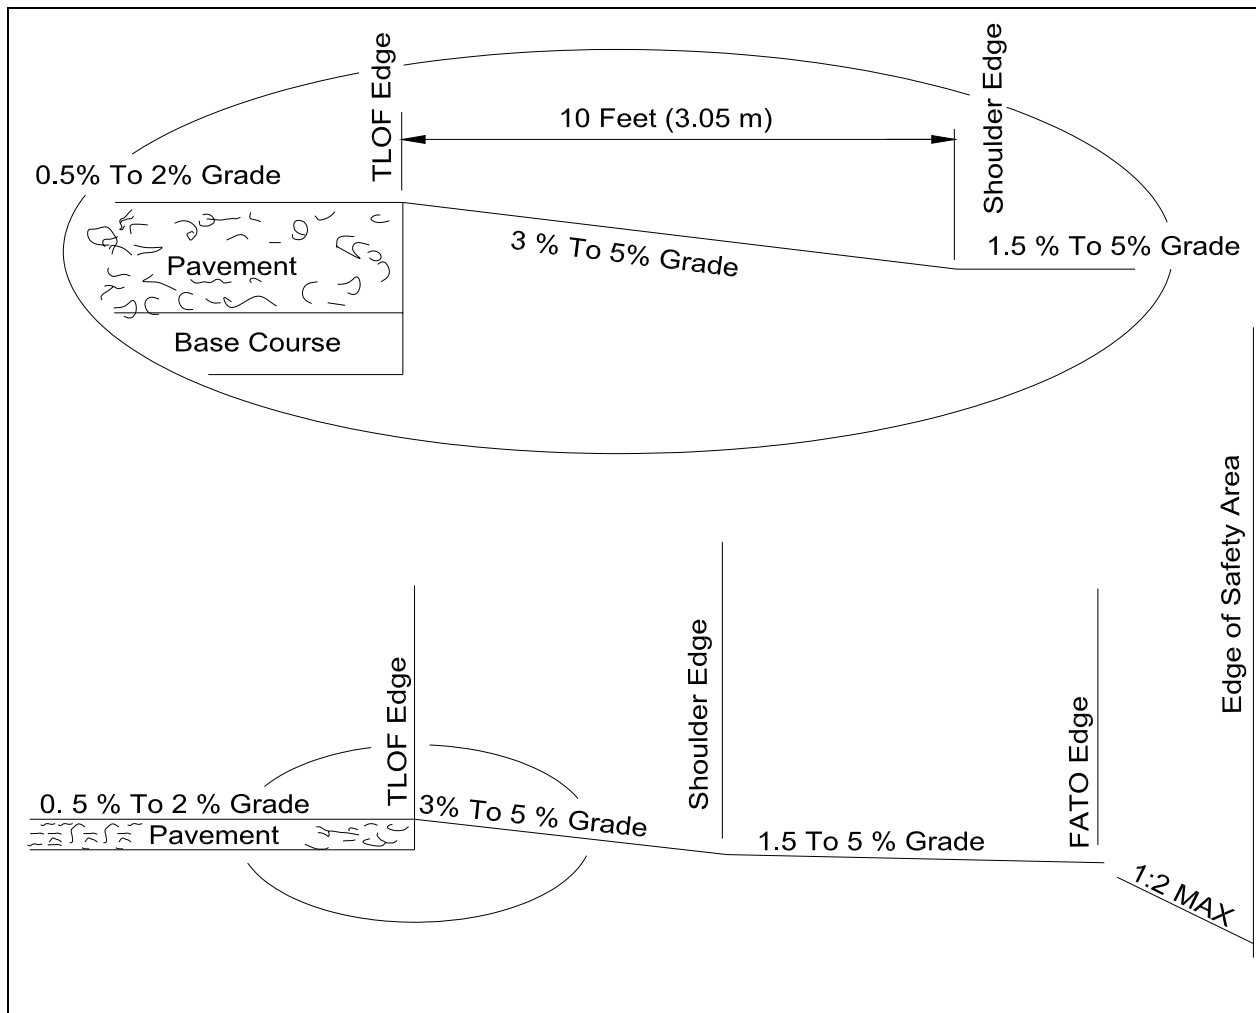 TLOF Edge
10 Feet (3.05 m)
Shoulder Edge
0.5% To 2% Grade
3 % To 5% Grade
1.5 % To 5% Grade
Pavement
Base Course
Edge of Safety Area
TLOF Edge
Shoulder Edge
FATO Edge
0. 5 % To 2 % Grade
3% To 5 % Grade
Pavement
1.5 To 5 % Grade
1:2 MAX